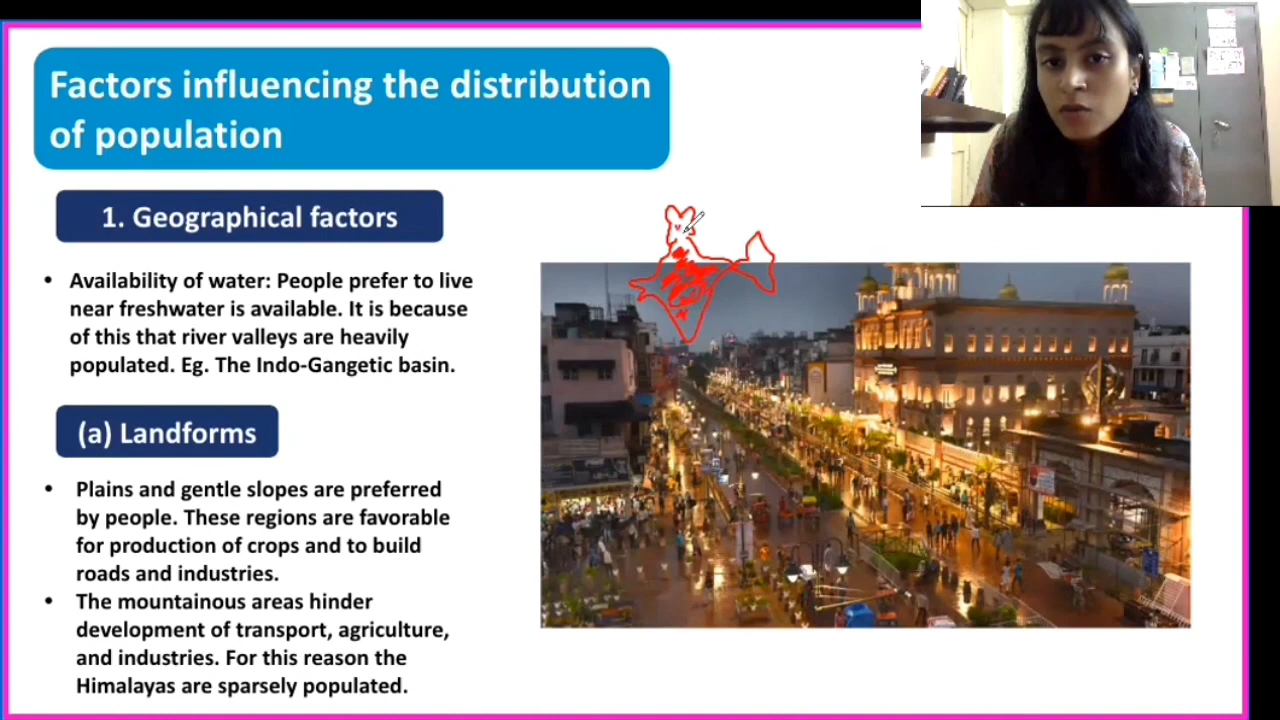 Factors influencing the distribution
of population
1. Geographical factors
• Availability of water: People prefer to live
near freshwater is available. It is because
of this that river valleys are heavily
populated. Eg. The Indo-Gangetic basin.
(a) Landforms
• Plains and gentle slopes are preferred
by people. These regions are favorable
for production of crops and to build
roads and industries.
• The mountainous areas hinder
development of transport, agriculture,
and industries. For this reason the
Himalayas are sparsely populated.